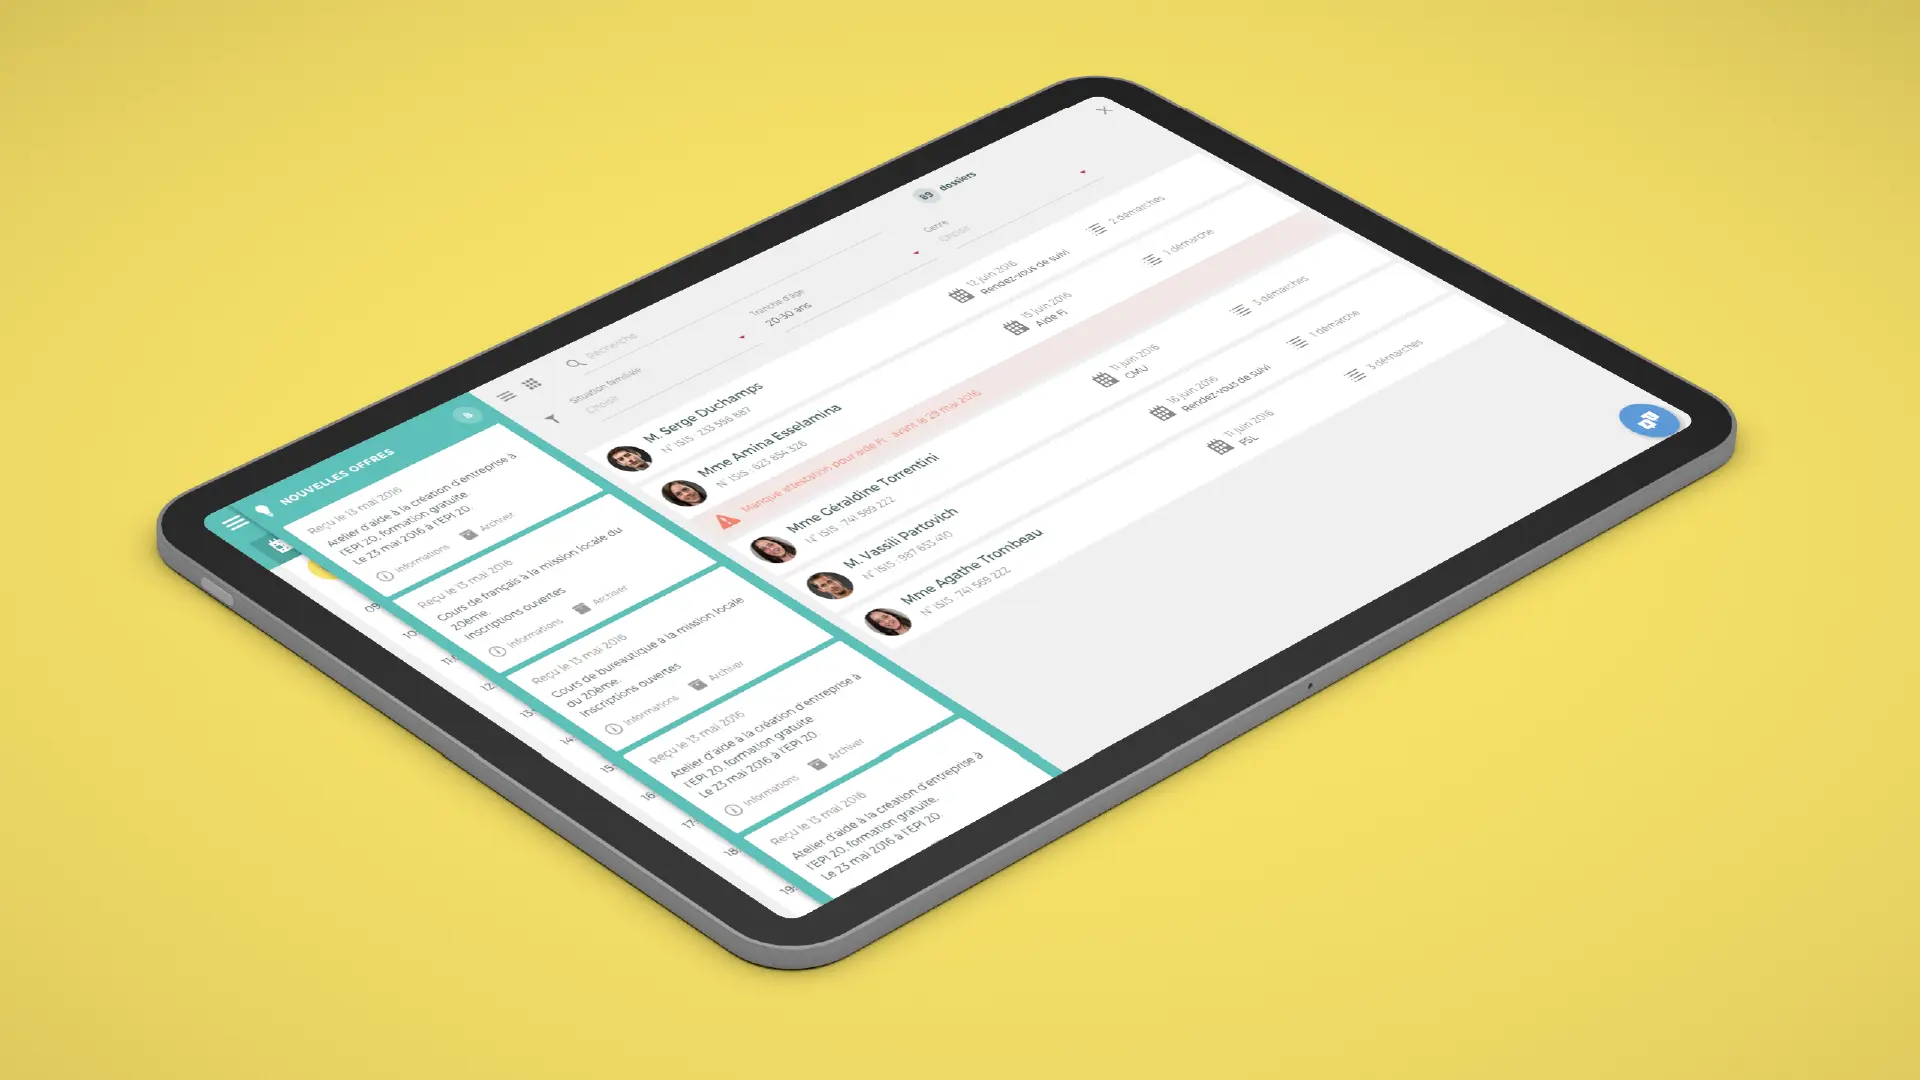 NOUVELLES OFFRES
8
Reçu le 13 mai 2016
Atelier d'aide à la création d'entreprise à
l'EPI 20, formation gratuite.
Le 23 mai 2016 à l'EPI 20.
Informations
Archiver
Reçu le 13 mai 2016
Cours de français à la mission locale du
20ème.
Inscriptions ouvertes
Informations
Archiver
Reçu le 13 mai 2016
Cours de bureautique à la mission locale
du 20ème.
Inscriptions ouvertes
Informations
Archiver
Reçu le 13 mai 2016
Atelier d'aide à la création d'entreprise à
l'EPI 20, formation gratuite
Le 23 mai 2016 à l'EPI 20
Informations
Archiver
Reçu le 13 mai 2016
Atelier d'aide à la création d'entreprise à
l'EPI 20, formation gratuite.
Le 23 mai 2016 à l'EPI 20.
09
10
11:
12
13
14
15
16
17
18
19
89 dossiers
Recherche
Situation familiale
Choisir
Tranche d'âge
20-30 ans
Genre
Choisir
M. Serge Duchamps
N° ISIS : 233 556 887
12 juin 2016
Rendez-vous de suivi
2 démarches
Mme Amina Esselamina
N° ISIS : 623 854 326
15 juin 2016
Aide Fi
1 démarche
Manque attestation pour aide Fi - avant le 29 mai 2016
Mme Géraldine Torrentini
N° ISIS : 741 569 222
11 juin 2016
CMU
3 démarches
M. Vassili Partovich
N° ISIS : 987 653 410
16 juin 2016
Rendez-vous de suivi
1 démarche
Mme Agathe Trombeau
N° ISIS : 741 569 222
11 juin 2016
FSL
3 démarches